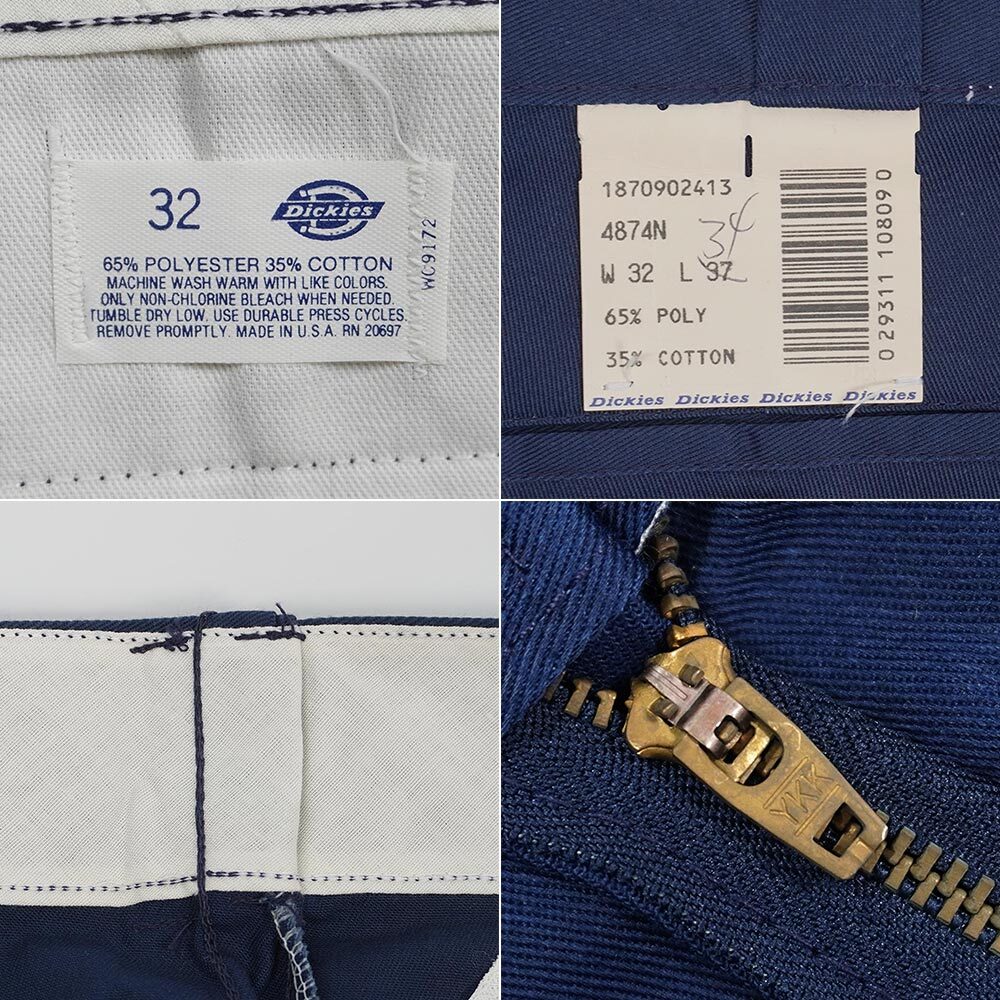 32
Dickies
65% POLYESTER 35% COTTON
MACHINE WASH WARM WITH LIKE COLORS.
ONLY NON-CHLORINE BLEACH WHEN NEEDED.
TUMBLE DRY LOW. USE DURABLE PRESS CYCLES.
REMOVE PROMPTLY. MADE IN U.S.A. RN 20697
WC9172
1870902413
4874N
34
W 32 L 37
65% POLY
35% COTTON
0 29311 10809 0
Dickies Dickies Dickies Dickies
YKK